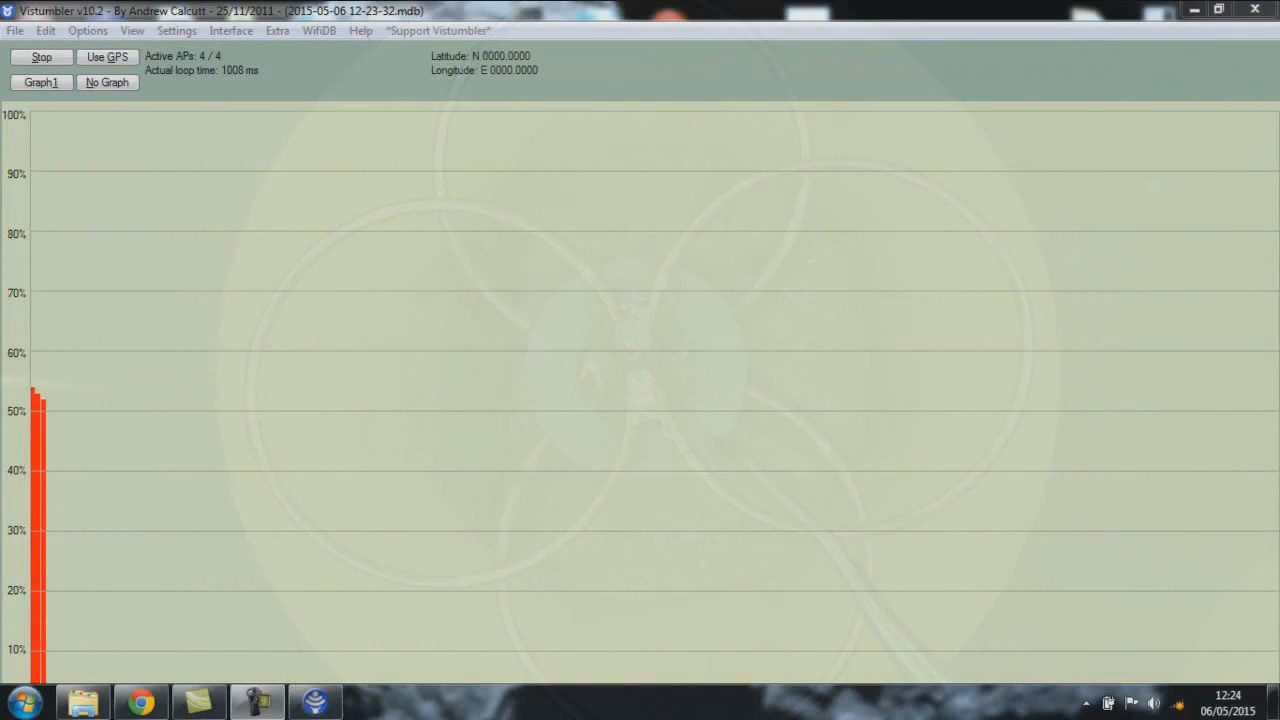 Vistumbler v10.2 - By Andrew Calcutt - 25/11/2011 - (2015-05-06 12-23-32.mdb)
File Edit Options View Settings Interface Extra WifiDB Help *Support Vistumbler*
Stop Use GPS Active APs: 4 / 4 Latitude: N 0000.0000
Actual loop time: 1008 ms Longitude: E 0000.0000
Graph1 No Graph
100%
90%
80%
70%
60%
50%
40%
30%
20%
10%
12:24
06/05/2015